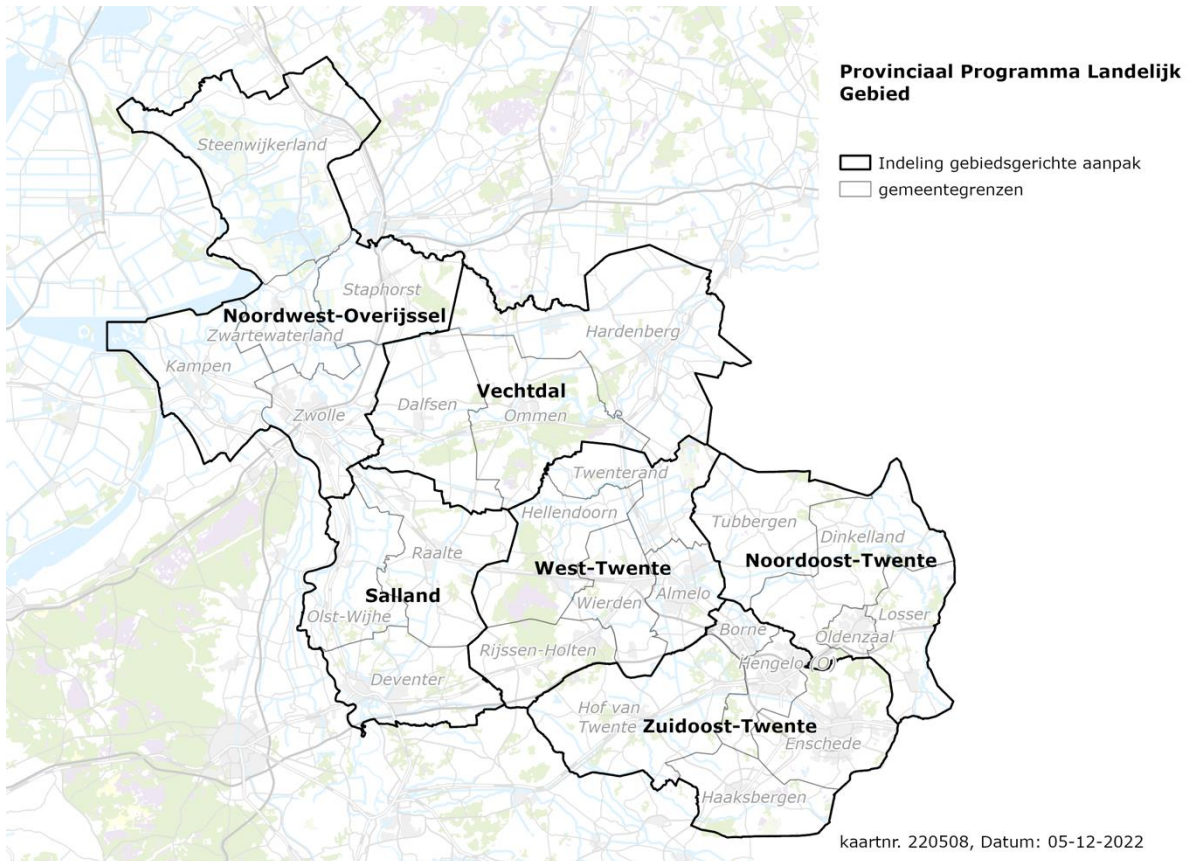 Provinciaal Programma Landelijk
Gebied
Indeling gebiedsgerichte aanpak
gemeentegrenzen
Steenwijkerland
Staphorst
Noordwest-Overijssel
Zwartewaterland
Hardenberg
Kampen
Vechtdal
Dalfsen
Ommen
Zwolle
Twenterand
Hellendoorn
Tubbergen
Dinkelland
Raalte
Noordoost-Twente
West-Twente
Salland
Almelo
Wierden
Olst-Wijhe
Losser
Borne
Oldenzaal
Rijssen-Holten
Hengelo (O)
Deventer
Hof van
Twente
Zuidoost-Twente
Enschede
Haaksbergen
kaartnr. 220508, Datum: 05-12-2022